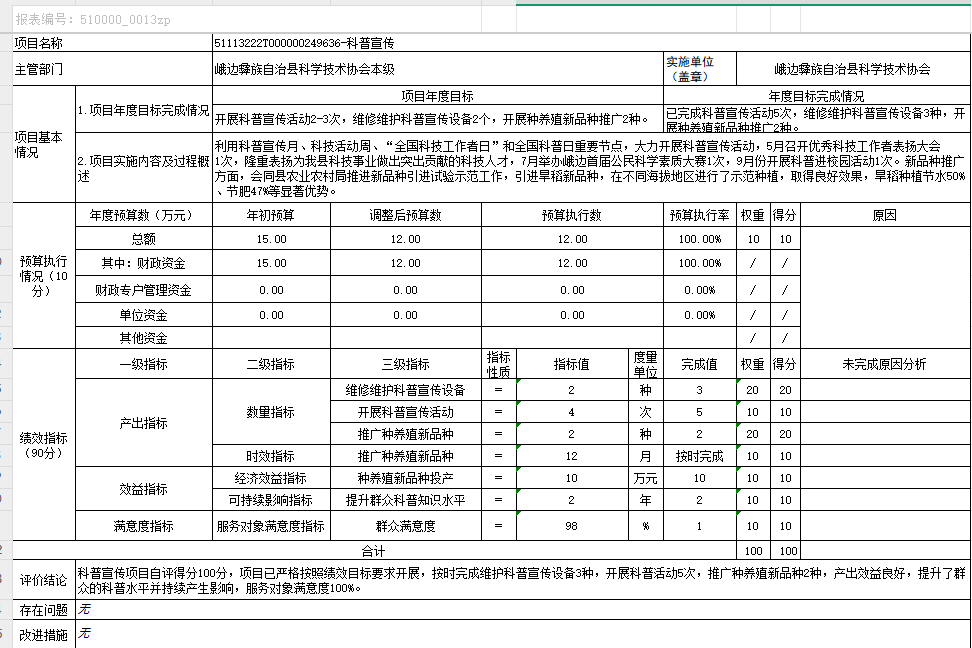 报表编号: 510000_0013zp
项目名称 51113222T000000249636-科普宣传
主管部门 峨边彝族自治县科学技术协会本级 实施单位（盖章） 峨边彝族自治县科学技术协会
项目基本情况 1.项目年度目标完成情况 项目年度目标 年度目标完成情况
开展科普宣传活动2-3次，维修维护科普宣传设备2个，开展种养殖新品种推广2种。
已完成科普宣传活动5次，维修维护科普宣传设备3种，开
展种养殖新品种推广2种。
2.项目实施内容及过程概述
利用科普宣传月、科技活动周、“全国科技工作者日”和全国科普日重要节点，大力开展科普宣传活动，5月召开优秀科技工作者表扬大会
1次，隆重表扬为我县科技事业做出突出贡献的科技人才，7月举办峨边首届公民科学素质大赛1次，9月份开展科普进校园活动1次。新品种推广
方面，会同县农业农村局推进新品种引进试验示范工作，引进旱稻新品种，在不同海拔地区进行了示范种植，取得良好效果，旱稻种植节水50%
、节肥47%等显著优势。
预算执行情况（10分） 年度预算数（万元） 年初预算 调整后预算数 预算执行数 预算执行率 权重 得分 原因
总额 15.00 12.00 12.00 100.00% 10 10
其中：财政资金 15.00 12.00 12.00 100.00% / /
财政专户管理资金 0.00 0.00 0.00 0.00% / /
单位资金 0.00 0.00 0.00 0.00% / /
其他资金 / /
绩效指标（90分） 一级指标 二级指标 三级指标 指标性质 指标值 度量单位 完成值 权重 得分 未完成原因分析
产出指标 数量指标 维修维护科普宣传设备 = 2 种 3 20 20
开展科普宣传活动 = 4 次 5 10 10
推广种养殖新品种 = 2 种 2 20 20
时效指标 推广种养殖新品种 = 12 月 按时完成 10 10
效益指标 经济效益指标 种养殖新品种投产 = 10 万元 10 10 10
可持续影响指标 提升群众科普知识水平 = 2 年 2 10 10
满意度指标 服务对象满意度指标 群众满意度 = 98 % 1 10 10
合计 100 100
评价结论 科普宣传项目自评得分100分，项目已严格按照绩效目标要求开展，按时完成维护科普宣传设备3种，开展科普活动5次，推广种养殖新品种2种，产出效益良好，提升了群
众的科普水平并持续产生影响，服务对象满意度100%。
存在问题 无
改进措施 无